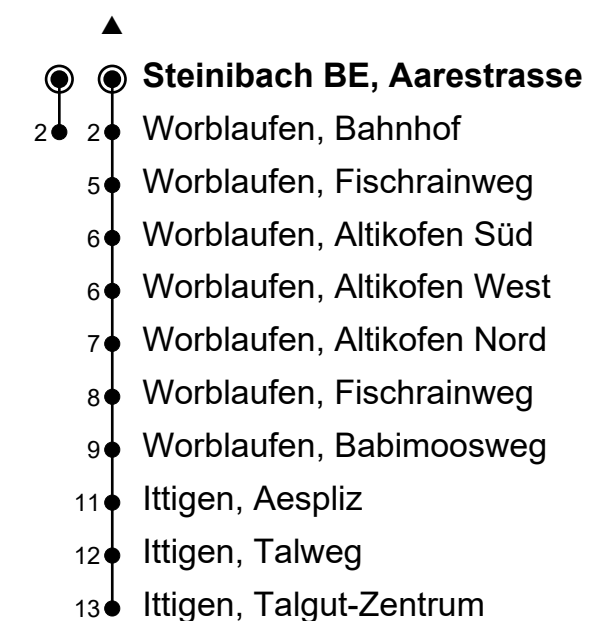 Steinibach BE, Aarestrasse
2 2 Worblaufen, Bahnhof
5 Worblaufen, Fischrainweg
6 Worblaufen, Altikofen Süd
6 Worblaufen, Altikofen West
7 Worblaufen, Altikofen Nord
8 Worblaufen, Fischrainweg
9 Worblaufen, Babimoosweg
11 Ittigen, Aespliz
12 Ittigen, Talweg
13 Ittigen, Talgut-Zentrum